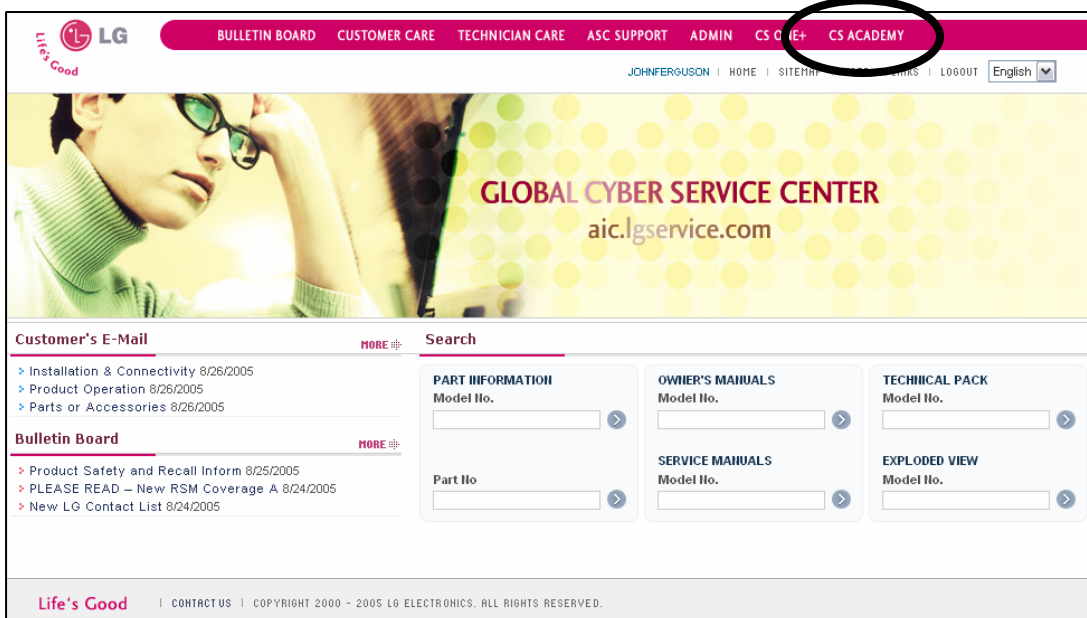 Life's Good
LG
BULLETIN BOARD CUSTOMER CARE TECHNICIAN CARE ASC SUPPORT ADMIN CS ONE+ CS ACADEMY
JOHNFERGUSON | HOME | SITEMAP | LINKS | LOGOUT English
GLOBAL CYBER SERVICE CENTER
aic.lgservice.com
Customer's E-Mail MORE
Installation & Connectivity 8/26/2005
Product Operation 8/26/2005
Parts or Accessories 8/26/2005
Bulletin Board MORE
Product Safety and Recall Inform 8/25/2005
PLEASE READ – New RSM Coverage A 8/24/2005
New LG Contact List 8/24/2005
Search
PART INFORMATION
Model No.
Part No
OWNER'S MANUALS
Model No.
SERVICE MANUALS
Model No.
TECHNICAL PACK
Model No.
EXPLODED VIEW
Model No.
Life's Good | CONTACT US | COPYRIGHT 2000 - 2005 LG ELECTRONICS. ALL RIGHTS RESERVED.